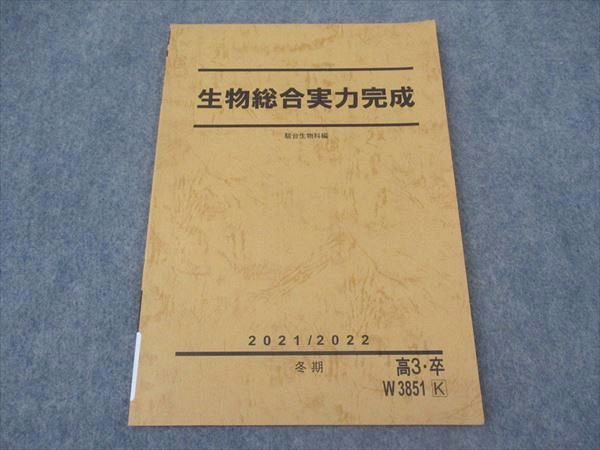 生物総合実力完成
駿台生物科編
2021/2022
冬期
高3・卒
W3851 K